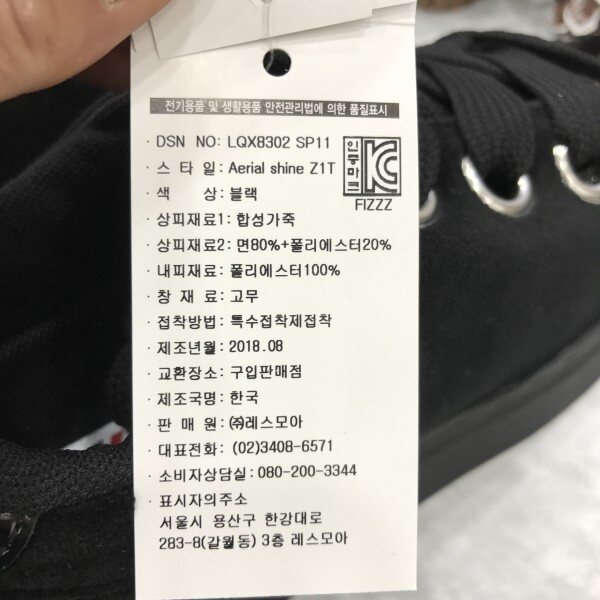 전기용품 및 생활용품 안전관리법에 의한 품질표시
· DSN NO: LQX8302 SP11
· 스 타 일: Aerial shine Z1T
· 색 상: 블랙
인증마크
KC
FIZZZ
· 상피재료1: 합성가죽
· 상피재료2: 면80%+폴리에스터20%
· 내피재료: 폴리에스터100%
· 창 재 료: 고무
· 접착방법: 특수접착제접착
· 제조년월: 2018.08
· 교환장소: 구입판매점
· 제조국명: 한국
· 판 매 원: ㈜레스모아
· 대표전화: (02)3408-6571
· 소비자상담실: 080-200-3344
· 표시자의주소
서울시 용산구 한강대로
283-8(갈월동) 3층 레스모아